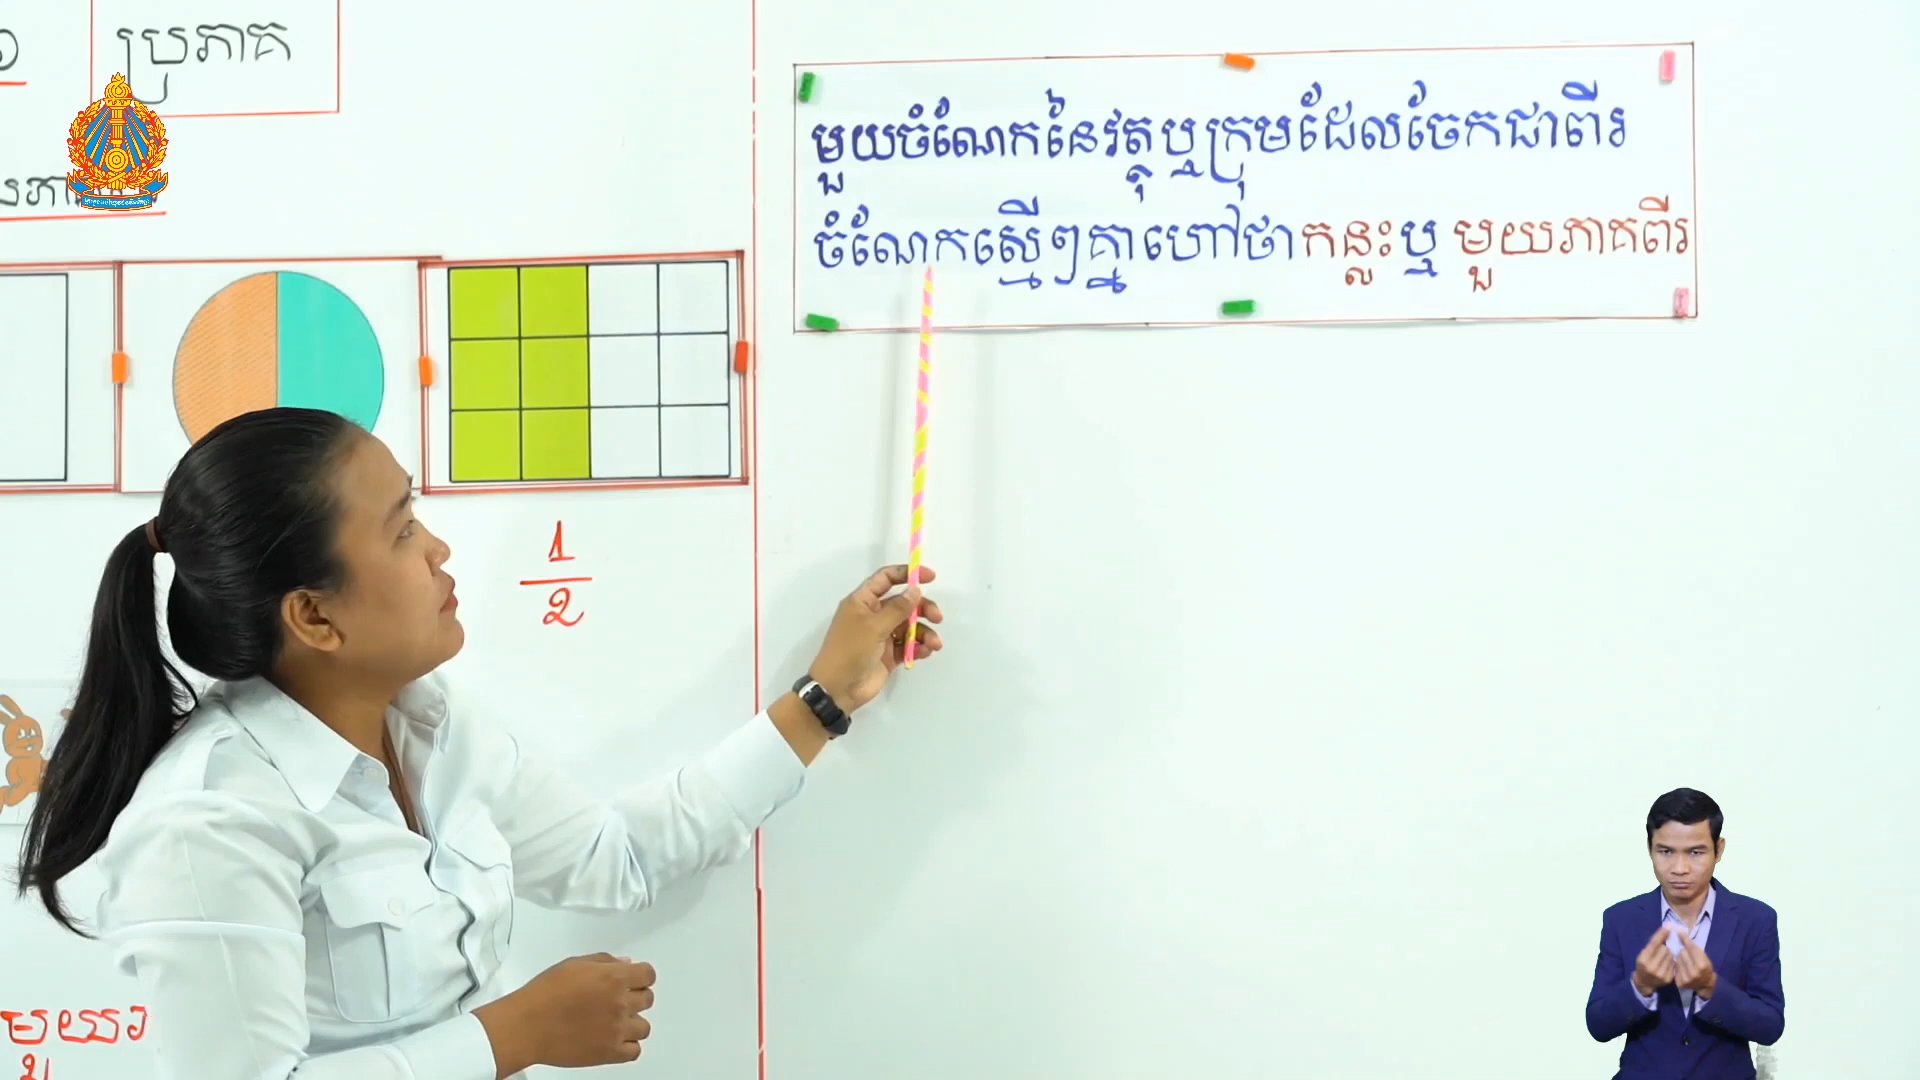 ប្រភាគ
មួយចំណែកនៃវត្ថុឬក្រុមដែលចែកជាពីរ
ចំណែកស្មើៗគ្នាហៅថាកន្លះឬ មួយភាគពីរ
1
2